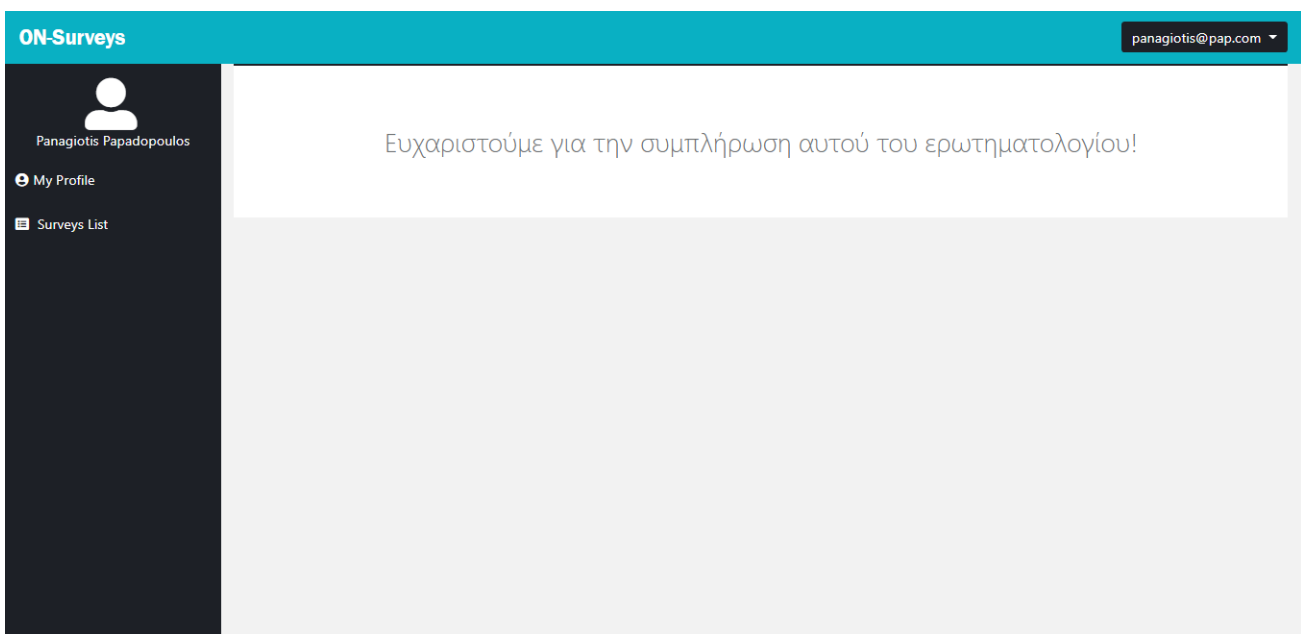 ON-Surveys
panagiotis@pap.com
Panagiotis Papadopoulos
My Profile
Surveys List
Ευχαριστούμε για την συμπλήρωση αυτού του ερωτηματολογίου!